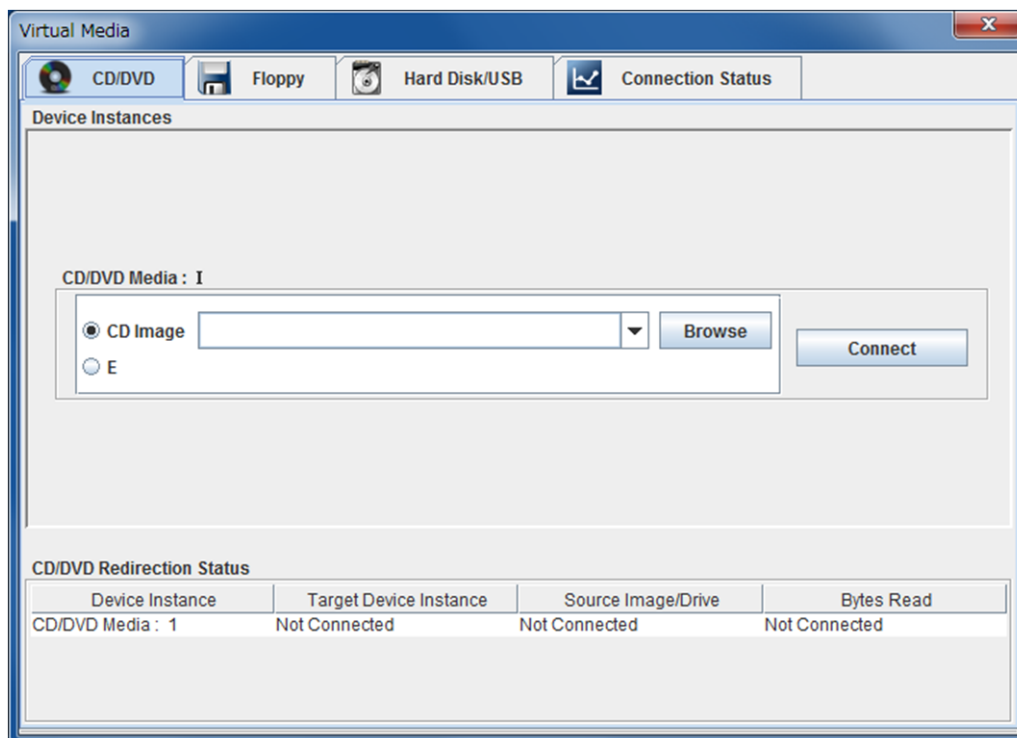 Virtual Media
CD/DVD Floppy Hard Disk/USB Connection Status
Device Instances
CD/DVD Media : I
CD Image Browse
Connect
E
CD/DVD Redirection Status
Device Instance Target Device Instance Source Image/Drive Bytes Read
CD/DVD Media : 1 Not Connected Not Connected Not Connected